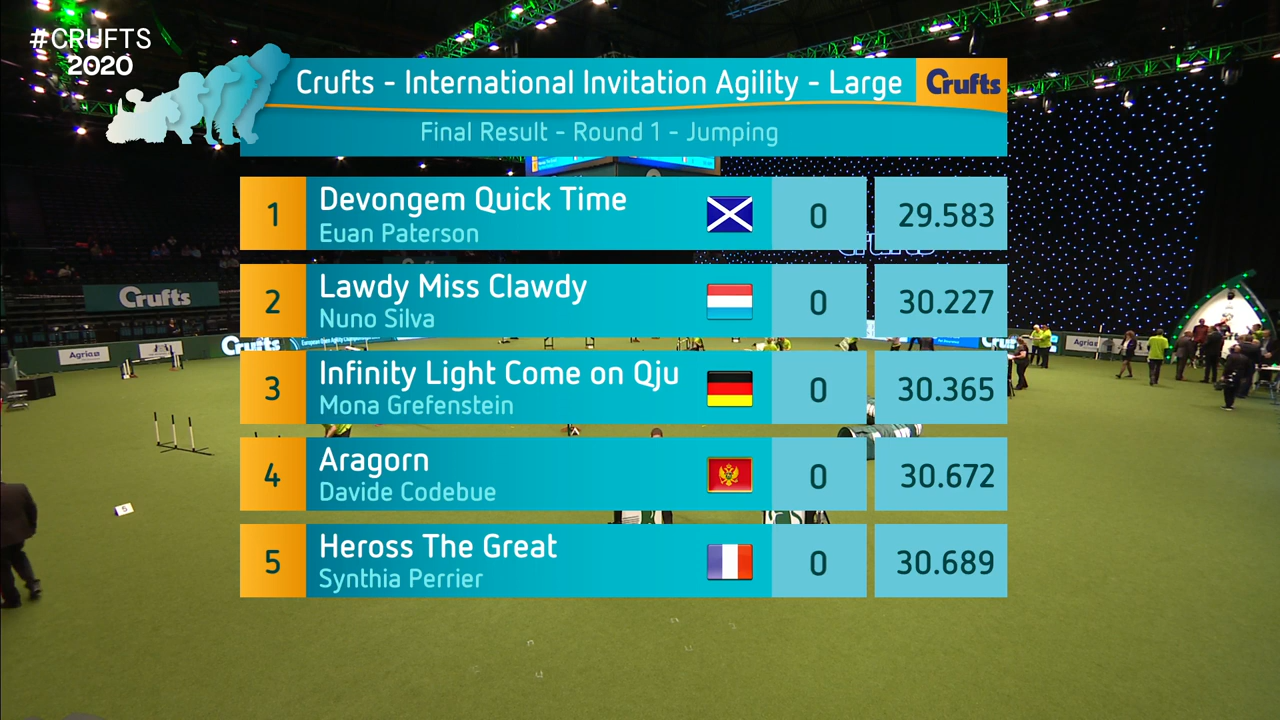 #CRUFTS
2020
Crufts - International Invitation Agility - Large
Crufts
Final Result - Round 1 - Jumping
1
Devongem Quick Time
Euan Paterson
0
29.583
2
Lawdy Miss Clawdy
Nuno Silva
0
30.227
3
Infinity Light Come on Qju
Mona Grefenstein
0
30.365
4
Aragorn
Davide Codebue
0
30.672
5
Heross The Great
Synthia Perrier
0
30.689
Crufts
Agria
Crufts
Agria
5